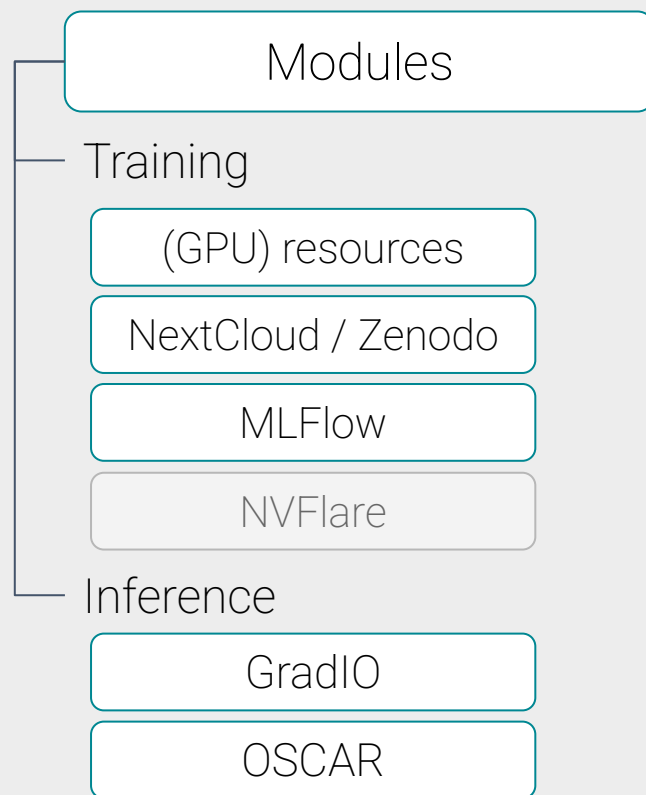 Modules
Training
(GPU) resources
NextCloud / Zenodo
MLFlow
NVFlare
Inference
GradIO
OSCAR